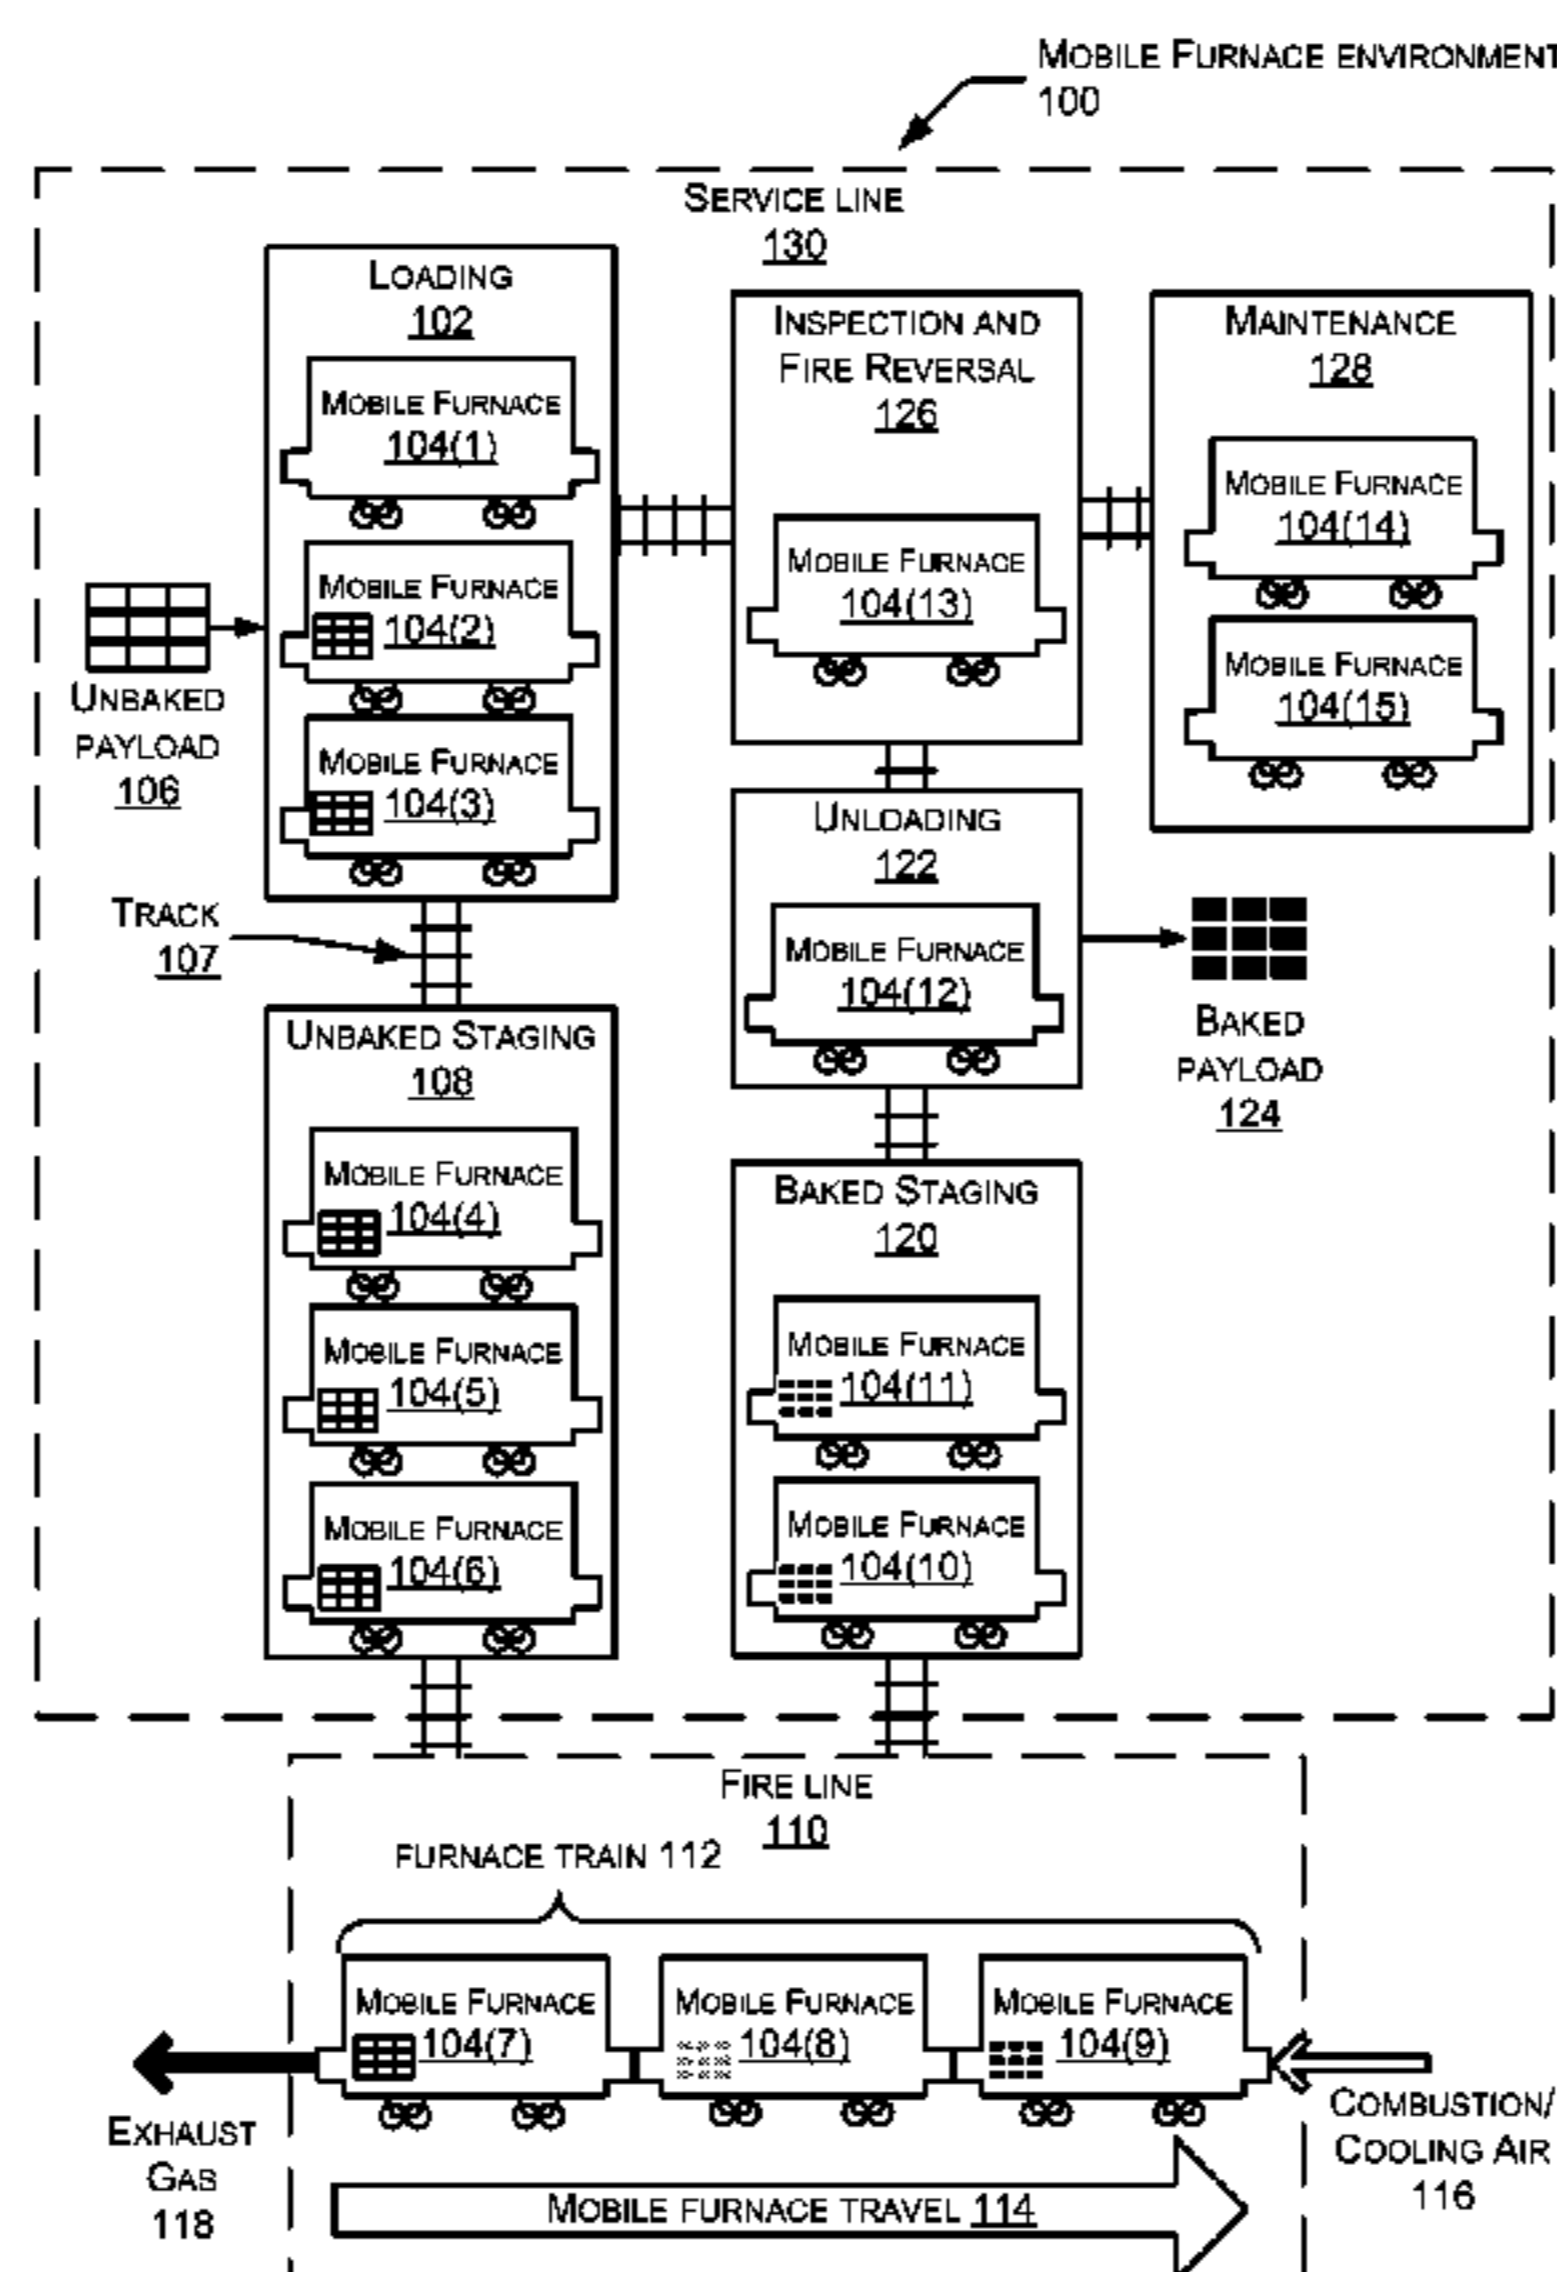 MOBILE FURNACE ENVIRONMENT
100
SERVICE LINE
130
LOADING
102
MOBILE FURNACE
104(1)
MOBILE FURNACE
104(2)
MOBILE FURNACE
104(3)
UNBAKED
PAYLOAD
106
TRACK
107
INSPECTION AND
FIRE REVERSAL
126
MOBILE FURNACE
104(13)
MAINTENANCE
128
MOBILE FURNACE
104(14)
MOBILE FURNACE
104(15)
UNLOADING
122
MOBILE FURNACE
104(12)
BAKED
PAYLOAD
124
UNBAKED STAGING
108
MOBILE FURNACE
104(4)
MOBILE FURNACE
104(5)
MOBILE FURNACE
104(6)
BAKED STAGING
120
MOBILE FURNACE
104(11)
MOBILE FURNACE
104(10)
FIRE LINE
110
FURNACE TRAIN 112
MOBILE FURNACE
104(7)
MOBILE FURNACE
104(8)
MOBILE FURNACE
104(9)
EXHAUST
GAS
118
COMBUSTION/
COOLING AIR
116
MOBILE FURNACE TRAVEL 114